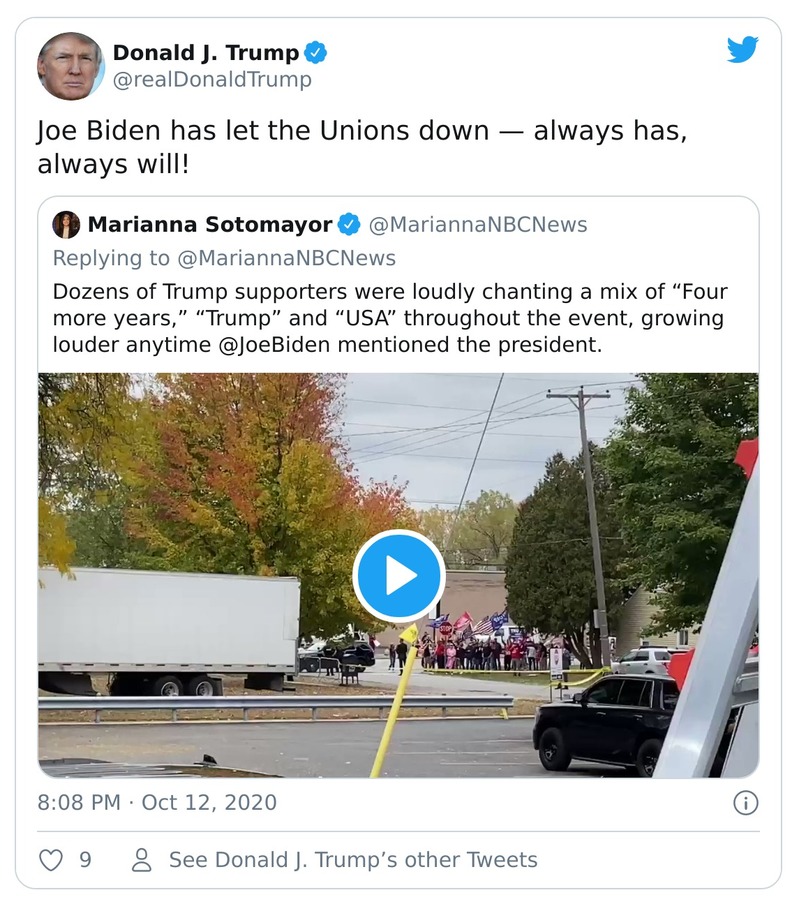 Donald J. Trump
@realDonaldTrump
Joe Biden has let the Unions down — always has,
always will!
Marianna Sotomayor @MariannaNBCNews
Replying to @MariannaNBCNews
Dozens of Trump supporters were loudly chanting a mix of “Four
more years,” “Trump” and “USA” throughout the event, growing
louder anytime @JoeBiden mentioned the president.
STOP
8:08 PM · Oct 12, 2020
9 See Donald J. Trump’s other Tweets